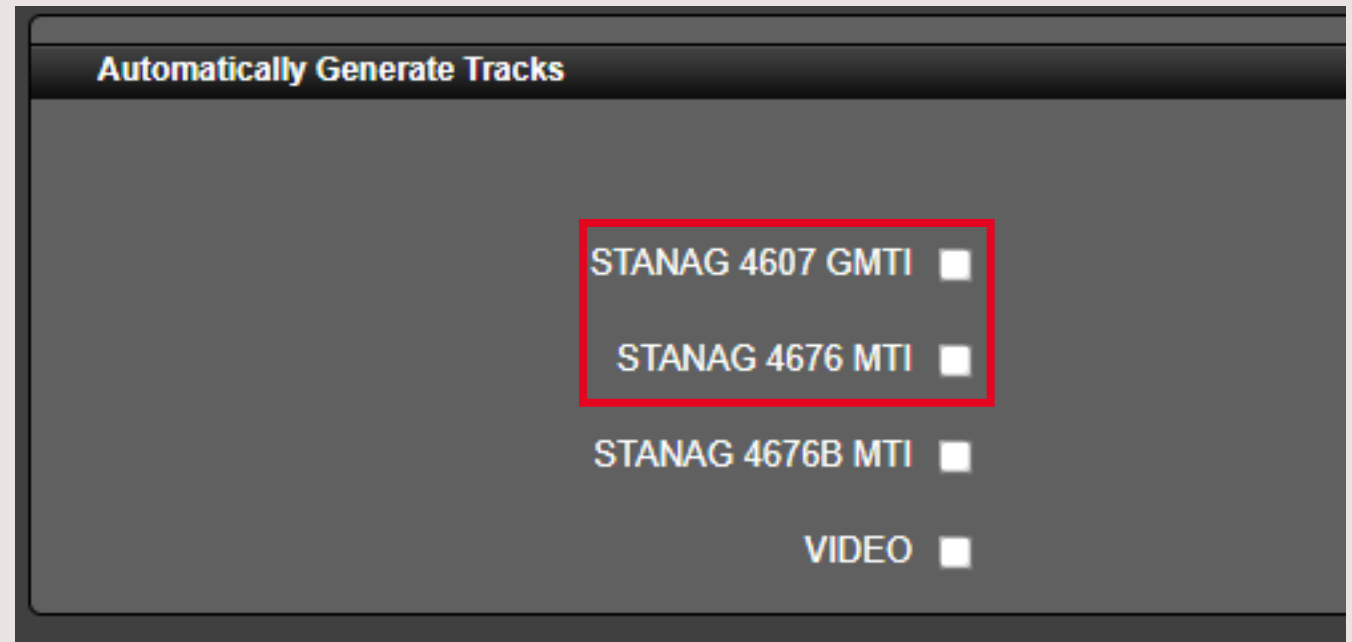 Automatically Generate Tracks
STANAG 4607 GMTI
STANAG 4676 MTI
STANAG 4676B MTI
VIDEO